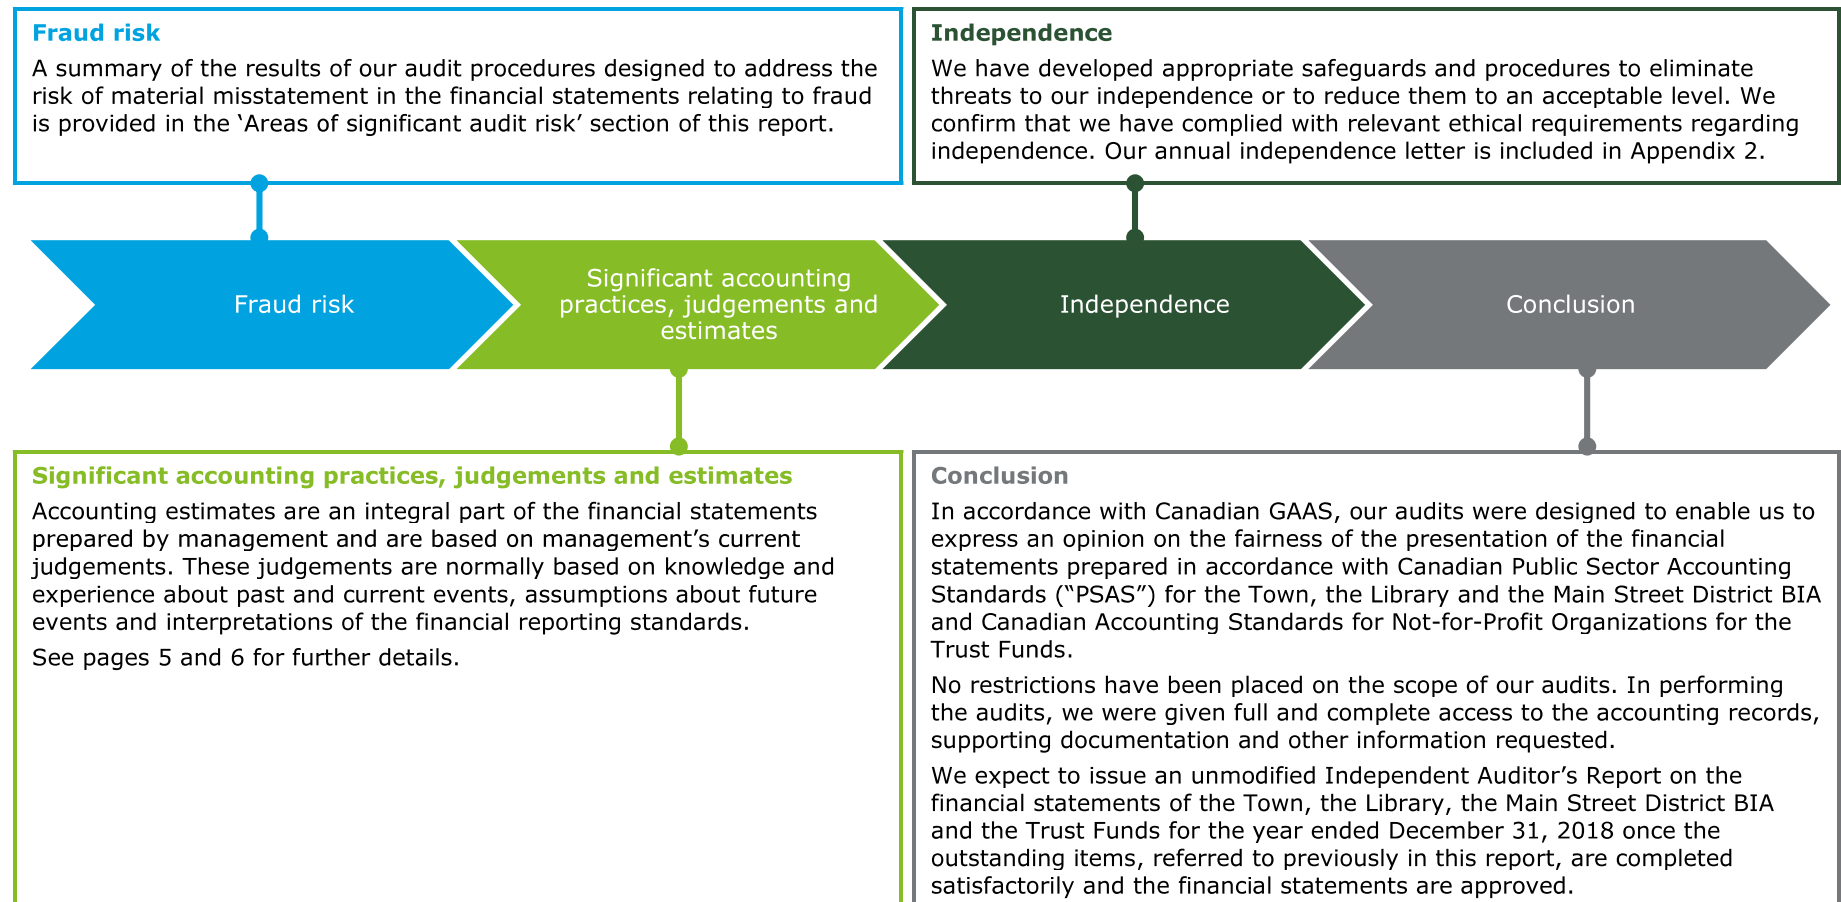 Fraud risk
A summary of the results of our audit procedures designed to address the
risk of material misstatement in the financial statements relating to fraud
is provided in the ‘Areas of significant audit risk’ section of this report.
Independence
We have developed appropriate safeguards and procedures to eliminate
threats to our independence or to reduce them to an acceptable level. We
confirm that we have complied with relevant ethical requirements regarding
independence. Our annual independence letter is included in Appendix 2.
Fraud risk
Significant accounting
practices, judgements and
estimates
Independence
Conclusion
Significant accounting practices, judgements and estimates
Accounting estimates are an integral part of the financial statements
prepared by management and are based on management’s current
judgements. These judgements are normally based on knowledge and
experience about past and current events, assumptions about future
events and interpretations of the financial reporting standards.
See pages 5 and 6 for further details.
Conclusion
In accordance with Canadian GAAS, our audits were designed to enable us to
express an opinion on the fairness of the presentation of the financial
statements prepared in accordance with Canadian Public Sector Accounting
Standards (“PSAS”) for the Town, the Library and the Main Street District BIA
and Canadian Accounting Standards for Not-for-Profit Organizations for the
Trust Funds.
No restrictions have been placed on the scope of our audits. In performing
the audits, we were given full and complete access to the accounting records,
supporting documentation and other information requested.
We expect to issue an unmodified Independent Auditor’s Report on the
financial statements of the Town, the Library, the Main Street District BIA
and the Trust Funds for the year ended December 31, 2018 once the
outstanding items, referred to previously in this report, are completed
satisfactorily and the financial statements are approved.